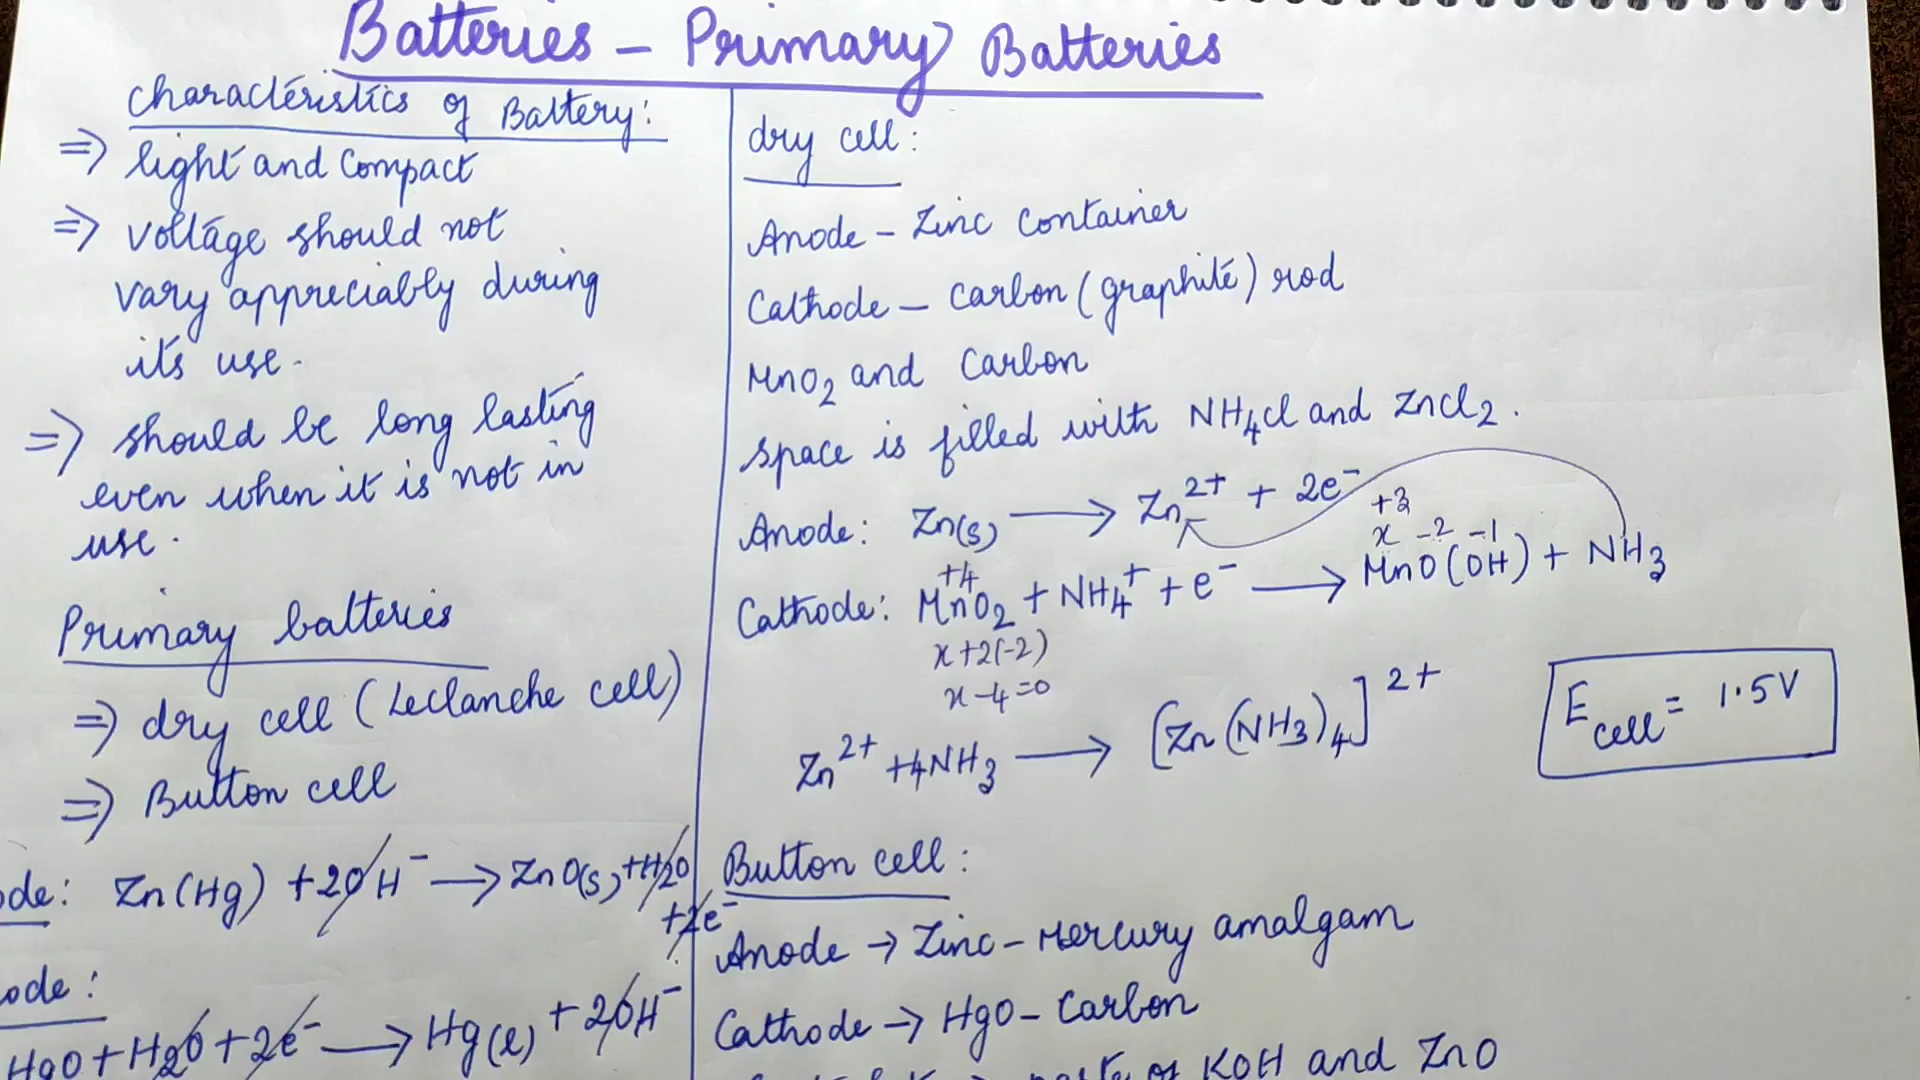 Batteries - Primary Batteries
Characteristics of Battery:
⇒ light and Compact
⇒ voltage should not
vary appreciably during
its use.
⇒ should be long lasting
even when it is not in
use.
Primary batteries
⇒ dry cell (Leclanche cell)
⇒ Button cell
ode: Zn(Hg) + 2OH⁻ → ZnO(s) + H2O
+2e⁻
ode:
HgO + H2O + 2e⁻ → Hg(l) + 2OH⁻
dry cell:
Anode - Zinc Container
Cathode - Carbon (graphite) rod
MnO2 and Carbon
space is filled with NH4Cl and ZnCl2.
Anode: Zn(s) → Zn²⁺ + 2e⁻
+3
x -2 -1
+4
Cathode: MnO2 + NH4⁺ + e⁻ → MnO(OH) + NH3
x+2(-2)
x-4=0
Zn²⁺ + 4NH3 → [Zn(NH3)4]²⁺
Ecell = 1.5V
Button cell:
Anode → Zinc - Mercury amalgam
Cathode → HgO - Carbon
paste of KOH and ZnO